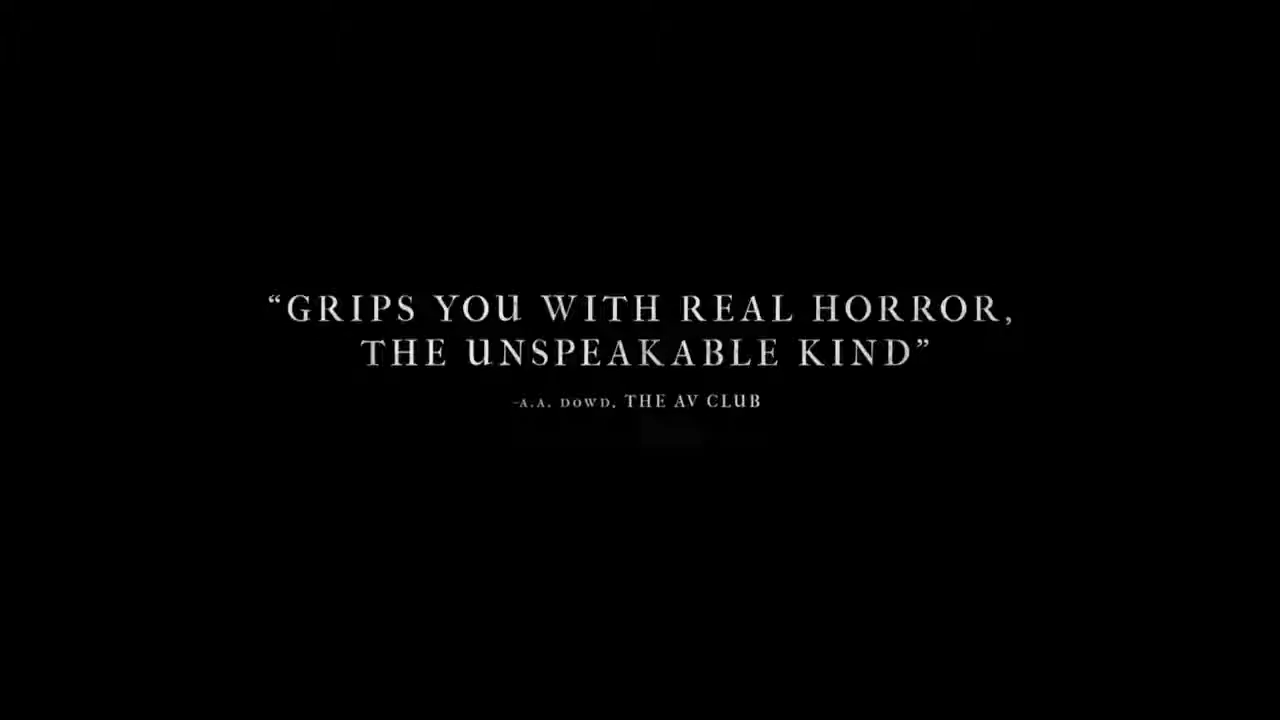 “GRIPS YOU WITH REAL HORROR,
THE UNSPEAKABLE KIND”
-A.A. DOWD, THE AV CLUB